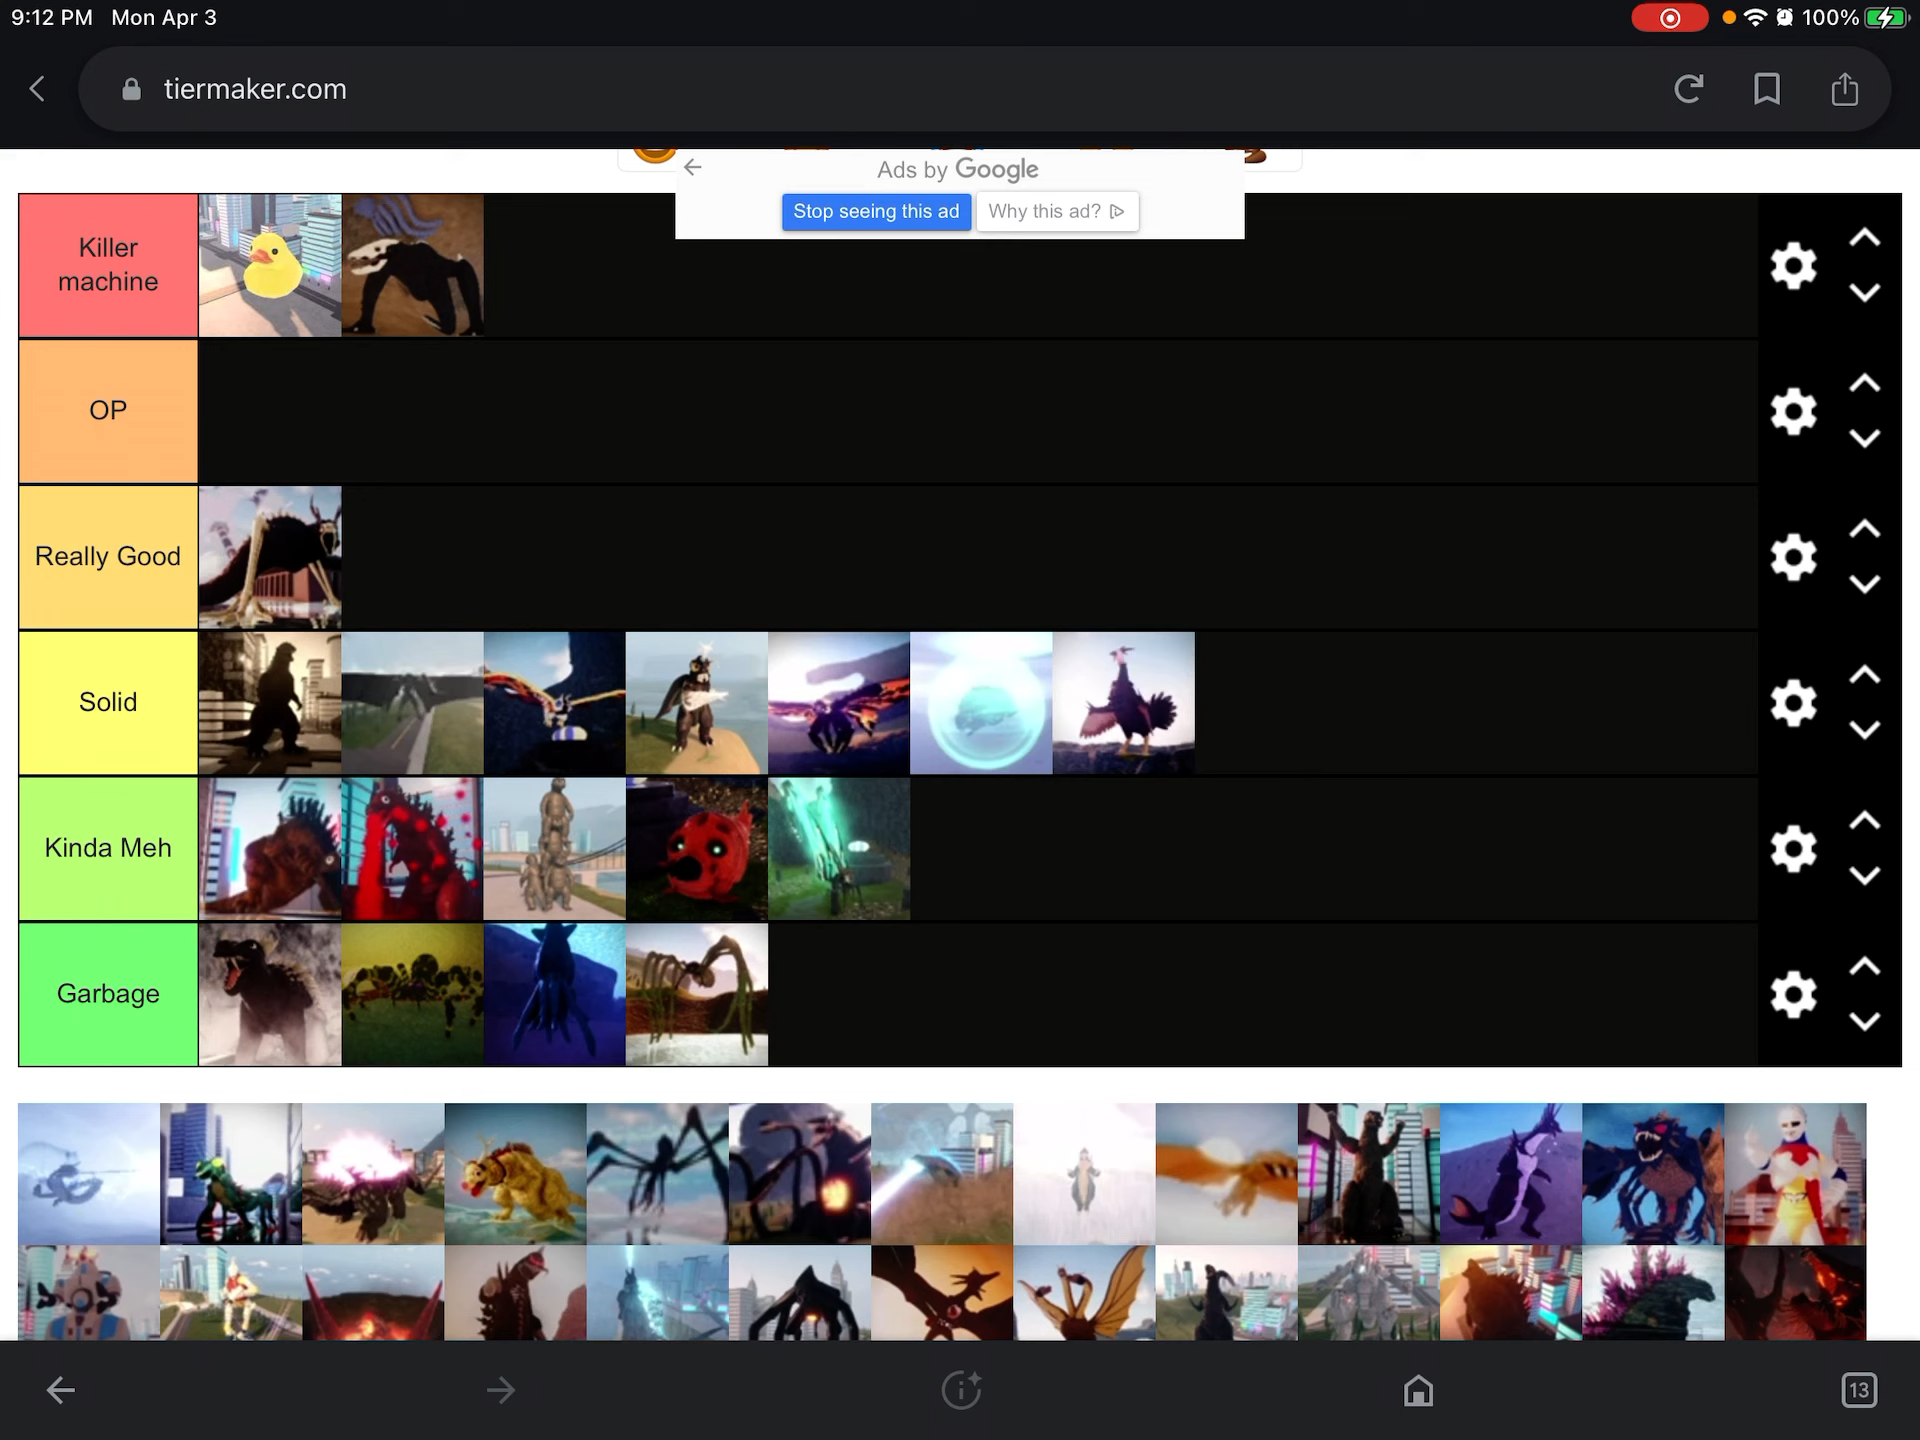 9:12 PM Mon Apr 3
100%
tiermaker.com
Ads by Google
Stop seeing this ad
Why this ad?
Killer
machine
OP
Really Good
Solid
Kinda Meh
Garbage
13